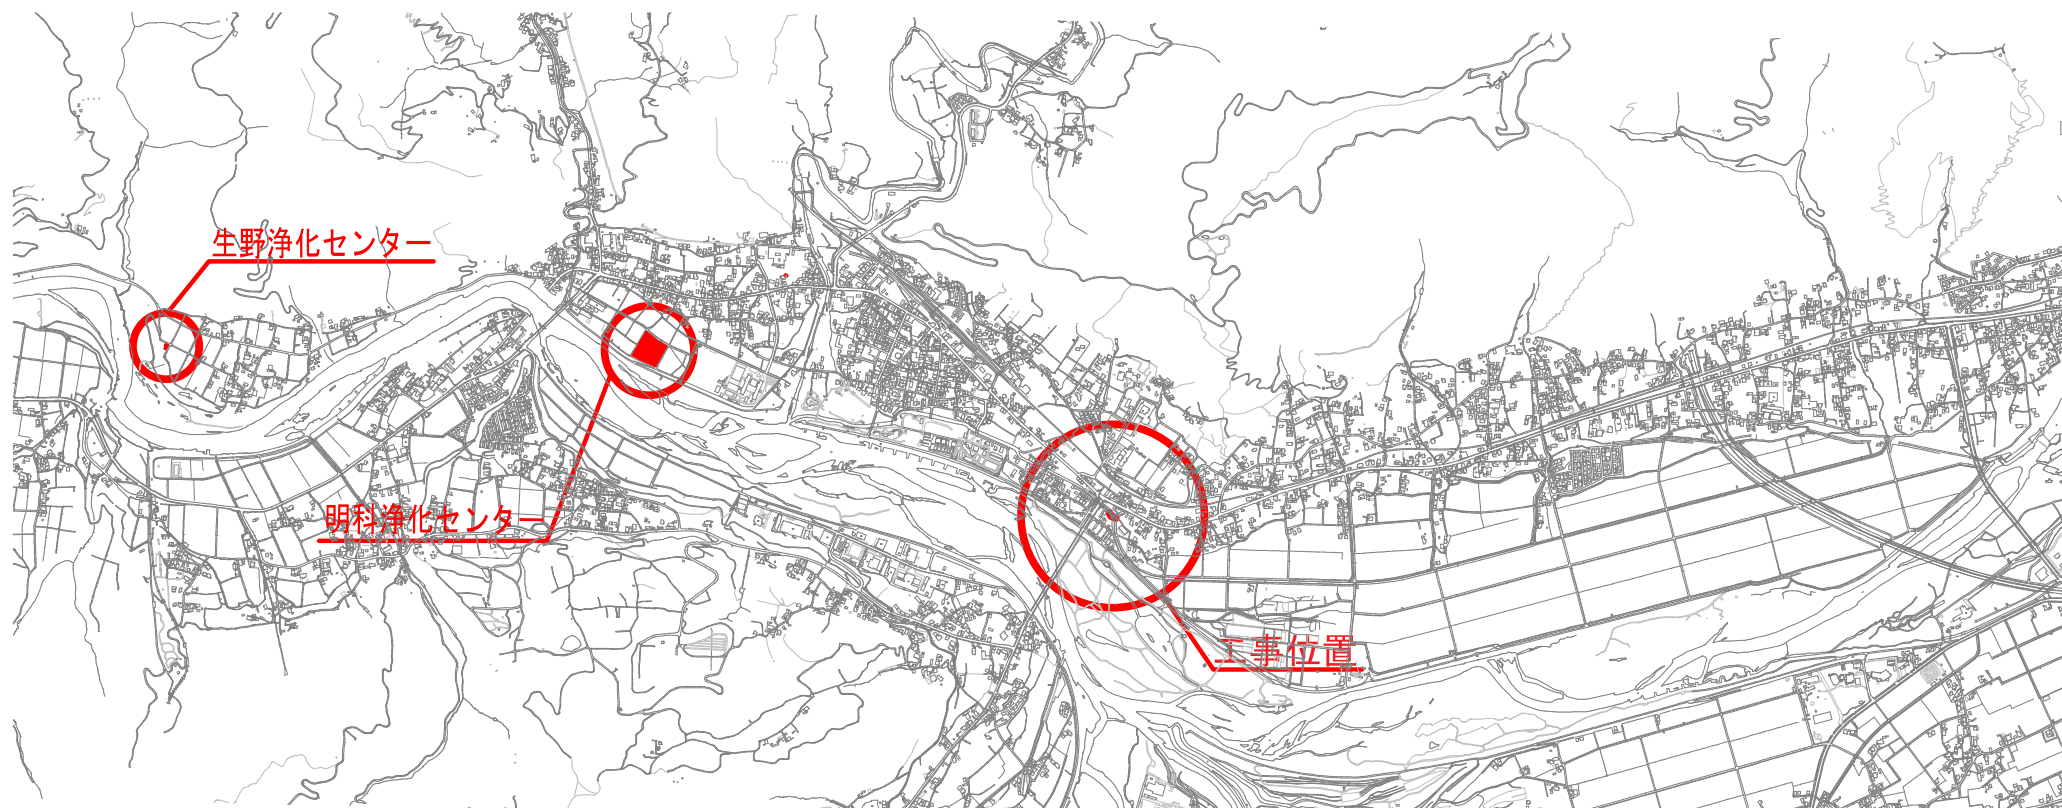 生野浄化センター
明科浄化センター
工事位置